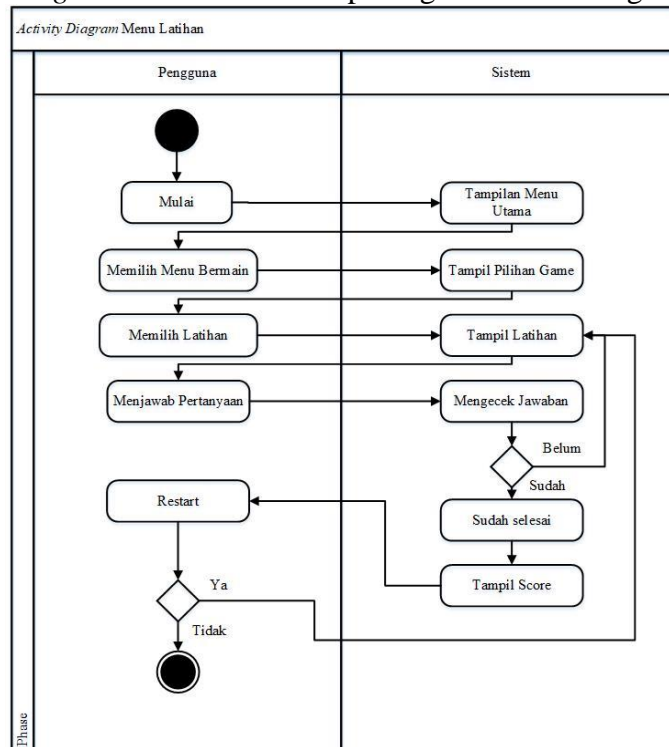 Activity Diagram Menu Latihan
Pengguna
Sistem
Mulai
Tampilan Menu
Utama
Memilih Menu Bermain
Tampil Pilihan Game
Memilih Latihan
Tampil Latihan
Menjawab Pertanyaan
Mengecek Jawaban
Belum
Sudah
Restart
Sudah selesai
Ya
Tampil Score
Tidak
Phase